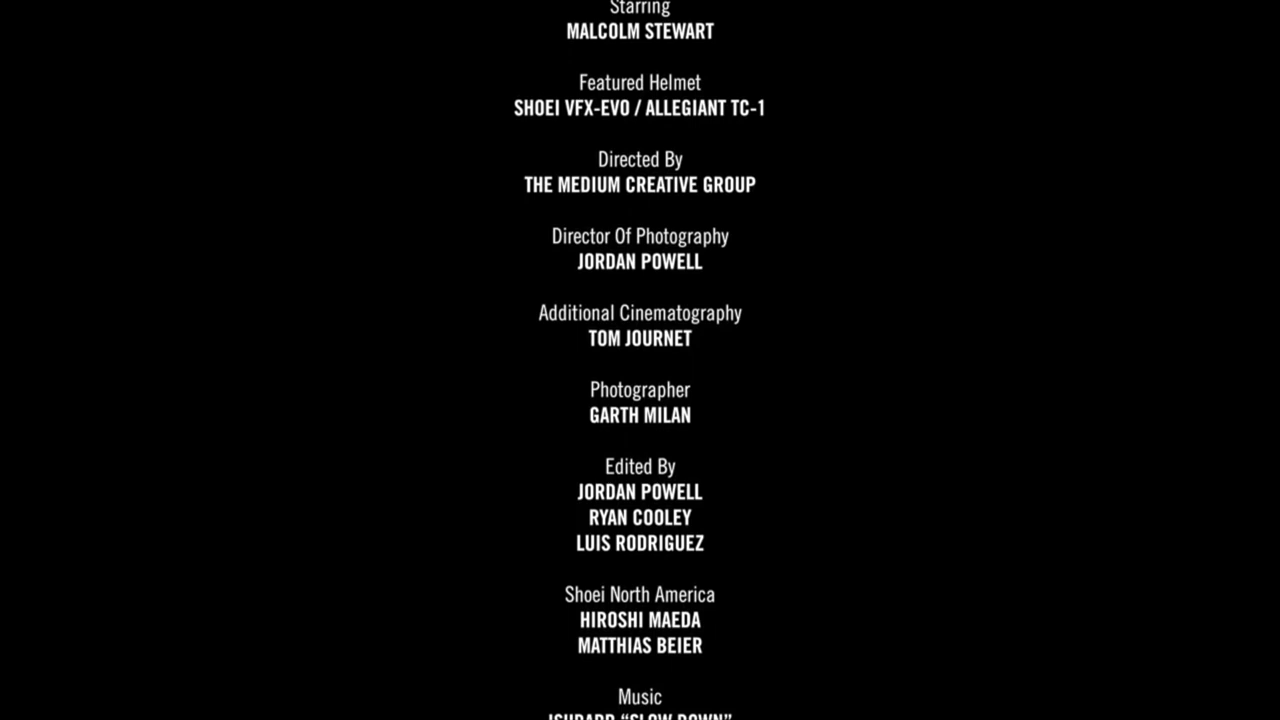 Starring
MALCOLM STEWART
Featured Helmet
SHOEI VFX-EVO / ALLEGIANT TC-1
Directed By
THE MEDIUM CREATIVE GROUP
Director Of Photography
JORDAN POWELL
Additional Cinematography
TOM JOURNET
Photographer
GARTH MILAN
Edited By
JORDAN POWELL
RYAN COOLEY
LUIS RODRIGUEZ
Shoei North America
HIROSHI MAEDA
MATTHIAS BEIER
Music
"SLOW DOWN"